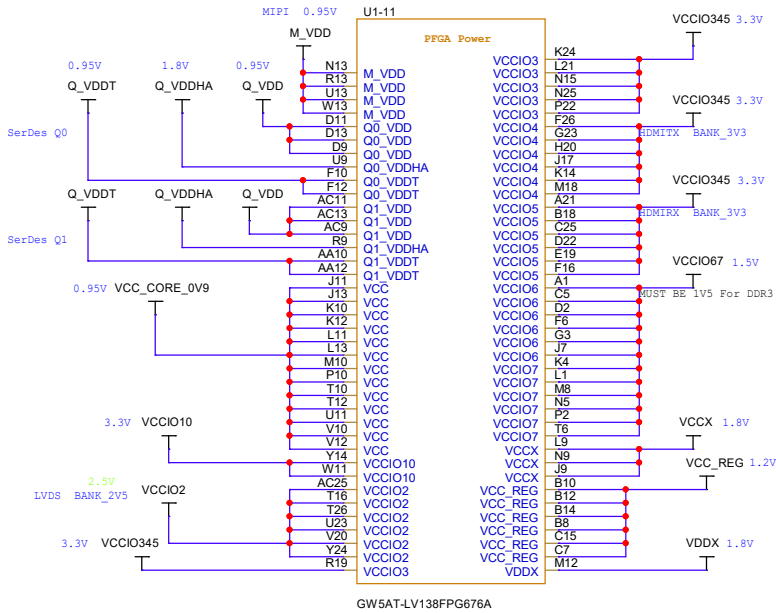 MIPI 0.95V
U1-11
M_VDD
PFGA Power
VCCIO345 3.3V
0.95V 1.8V 0.95V
Q_VDDT Q_VDDHA Q_VDD
SerDes Q0
N13 M_VDD
R13 M_VDD
U13 M_VDD
W13 M_VDD
D11 Q0_VDD
D13 Q0_VDD
D9 Q0_VDD
U9 Q0_VDDHA
F10 Q0_VDDT
F12 Q0_VDDT
Q_VDDT Q_VDDHA Q_VDD
SerDes Q1
AC11 Q1_VDD
AC13 Q1_VDD
AC9 Q1_VDD
R9 Q1_VDDHA
AA10 Q1_VDDT
AA12 Q1_VDDT
0.95V VCC_CORE_0V9
J11 VCC
J13 VCC
K10 VCC
K12 VCC
L11 VCC
L13 VCC
M10 VCC
P10 VCC
T10 VCC
T12 VCC
U11 VCC
V10 VCC
V12 VCC
3.3V VCCIO10
Y14 VCCIO10
W11 VCCIO10
2.5V
LVDS BANK_2V5 VCCIO2
AC25 VCCIO2
T16 VCCIO2
T26 VCCIO2
U23 VCCIO2
V20 VCCIO2
Y24 VCCIO2
3.3V VCCIO345
R19 VCCIO3
VCCIO3 K24
VCCIO3 L21
VCCIO3 N15
VCCIO3 N25
VCCIO3 P22
VCCIO345 3.3V
HDMITX BANK_3V3
VCCIO4 F26
VCCIO4 G23
VCCIO4 H20
VCCIO4 J17
VCCIO4 K14
VCCIO4 M18
VCCIO345 3.3V
HDMIRX BANK_3V3
VCCIO5 A21
VCCIO5 B18
VCCIO5 C25
VCCIO5 D22
VCCIO5 E19
VCCIO5 F16
VCCIO67 1.5V
MUST BE 1V5 For DDR3
VCCIO6 A1
VCCIO6 C5
VCCIO6 D2
VCCIO6 F6
VCCIO6 G3
VCCIO6 J7
VCCIO7 K4
VCCIO7 L1
VCCIO7 M8
VCCIO7 N5
VCCIO7 P2
VCCIO7 T6
VCCX 1.8V
VCCX L9
VCCX N9
VCCX J9
VCC_REG 1.2V
VCC_REG B10
VCC_REG B12
VCC_REG B14
VCC_REG B8
VCC_REG C15
VCC_REG C7
VDDX 1.8V
VDDX M12
GW5AT-LV138FPG676A